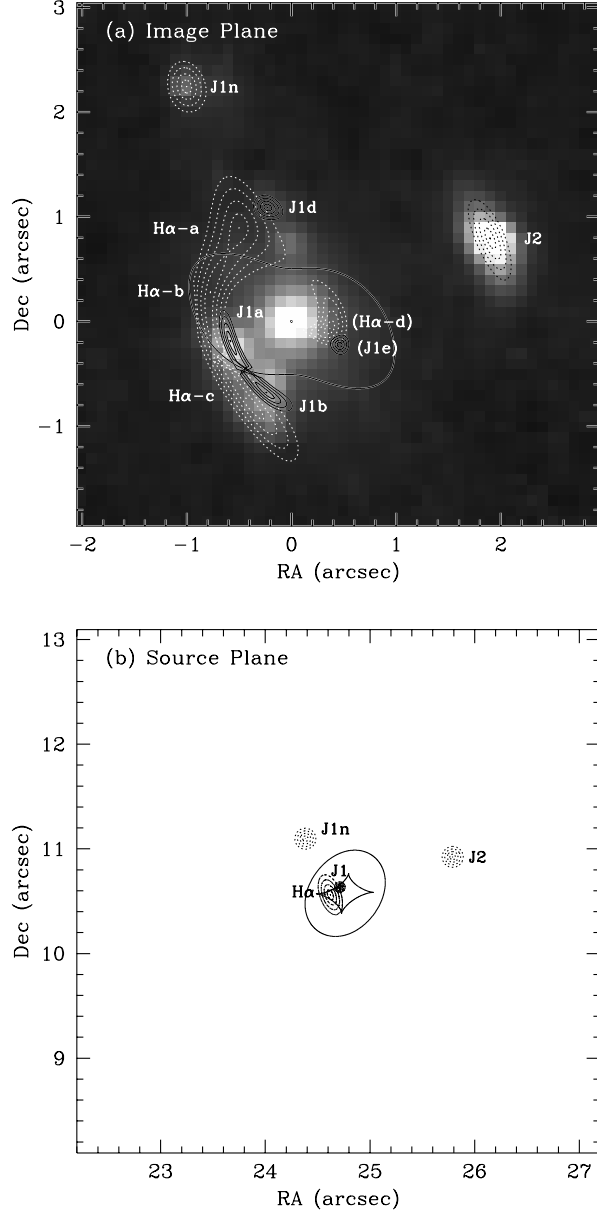 (a) Image Plane
3
2
1
0
−1
Dec (arcsec)
J1n
J1d
Hα-a
J2
Hα-b
J1a
(Hα-d)
(J1e)
Hα-c
J1b
−2 −1 0 1 2
RA (arcsec)
(b) Source Plane
13
12
11
10
9
Dec (arcsec)
J1n
J2
J1
Hα
23 24 25 26 27
RA (arcsec)